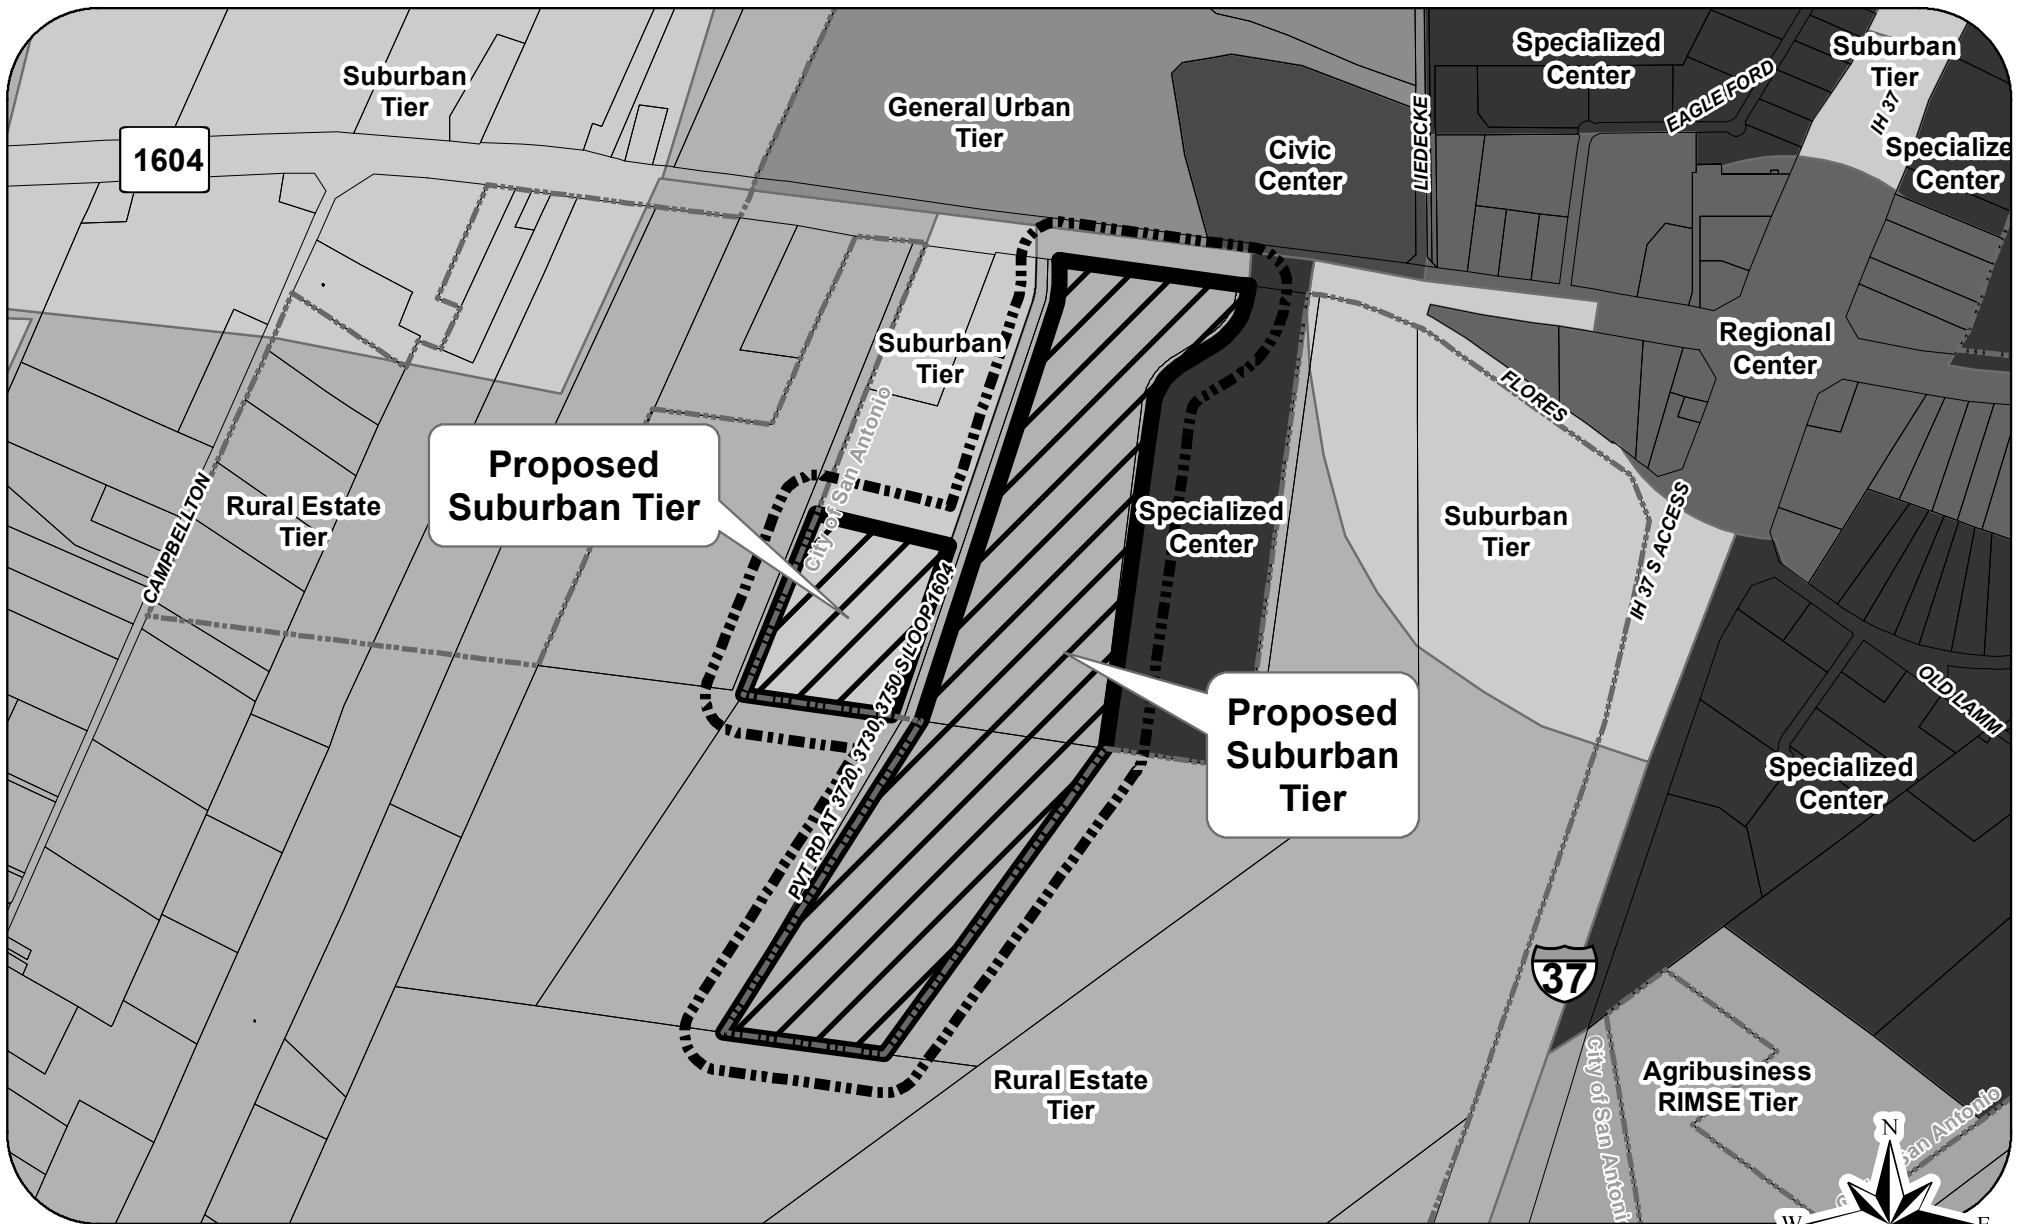 Specialized
Center
Suburban
Tier
Suburban
Tier
General Urban
Tier
EAGLE FORD
IH 37
LIEDECKE
Civic
Center
Specialize
Center
1604
Regional
Center
Suburban
Tier
FLORES
City of San Antonio
Proposed
Suburban Tier
CAMPBELLTON
Rural Estate
Tier
Specialized
Center
Suburban
Tier
IH 37 S ACCESS
PVT RD AT 3720, 3730, 3750 S LOOP 1604
OLD LAMM
Proposed
Suburban
Tier
Specialized
Center
37
Rural Estate
Tier
Agribusiness
RIMSE Tier
City of San Antonio
San Antonio
N
W
E